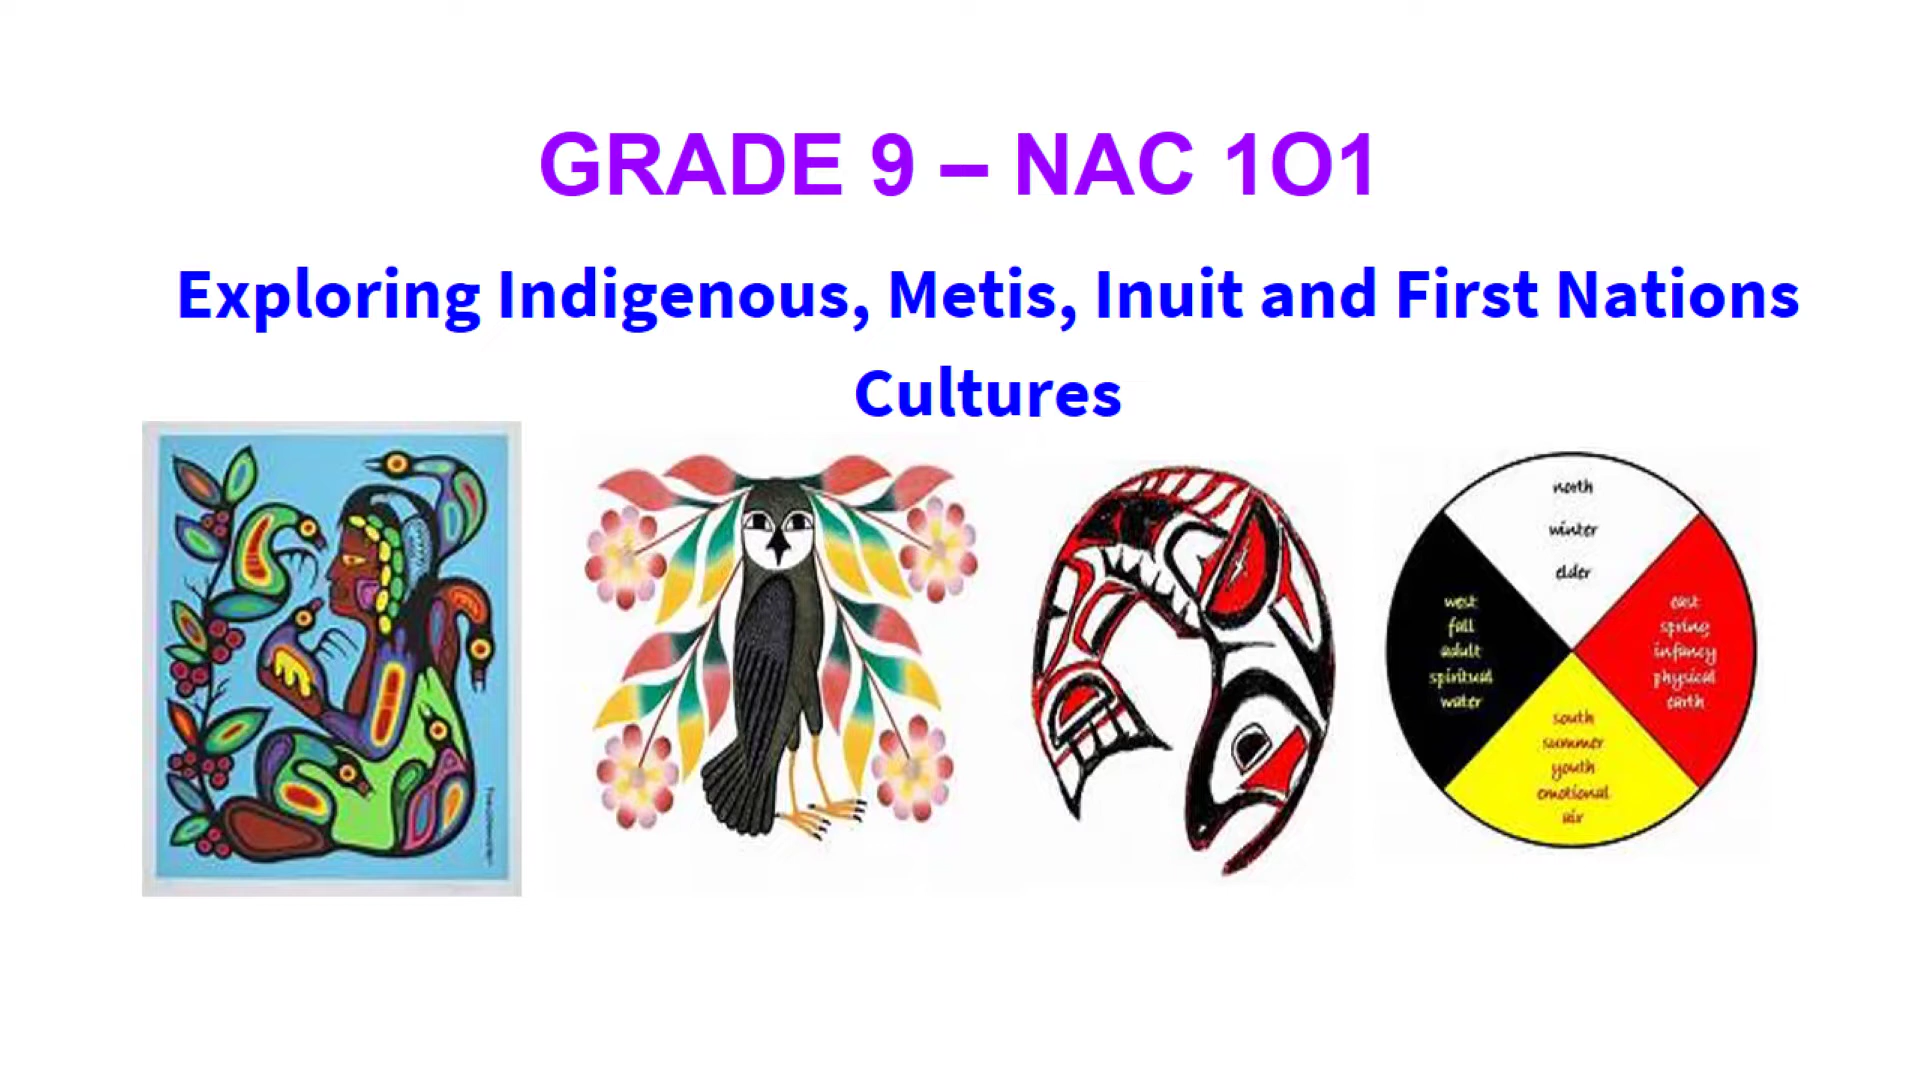 GRADE 9 – NAC 1O1
Exploring Indigenous, Metis, Inuit and First Nations
Cultures
north
winter
elder
west
fall
adult
spiritual
water
east
spring
infancy
physical
earth
south
summer
youth
emotional
air